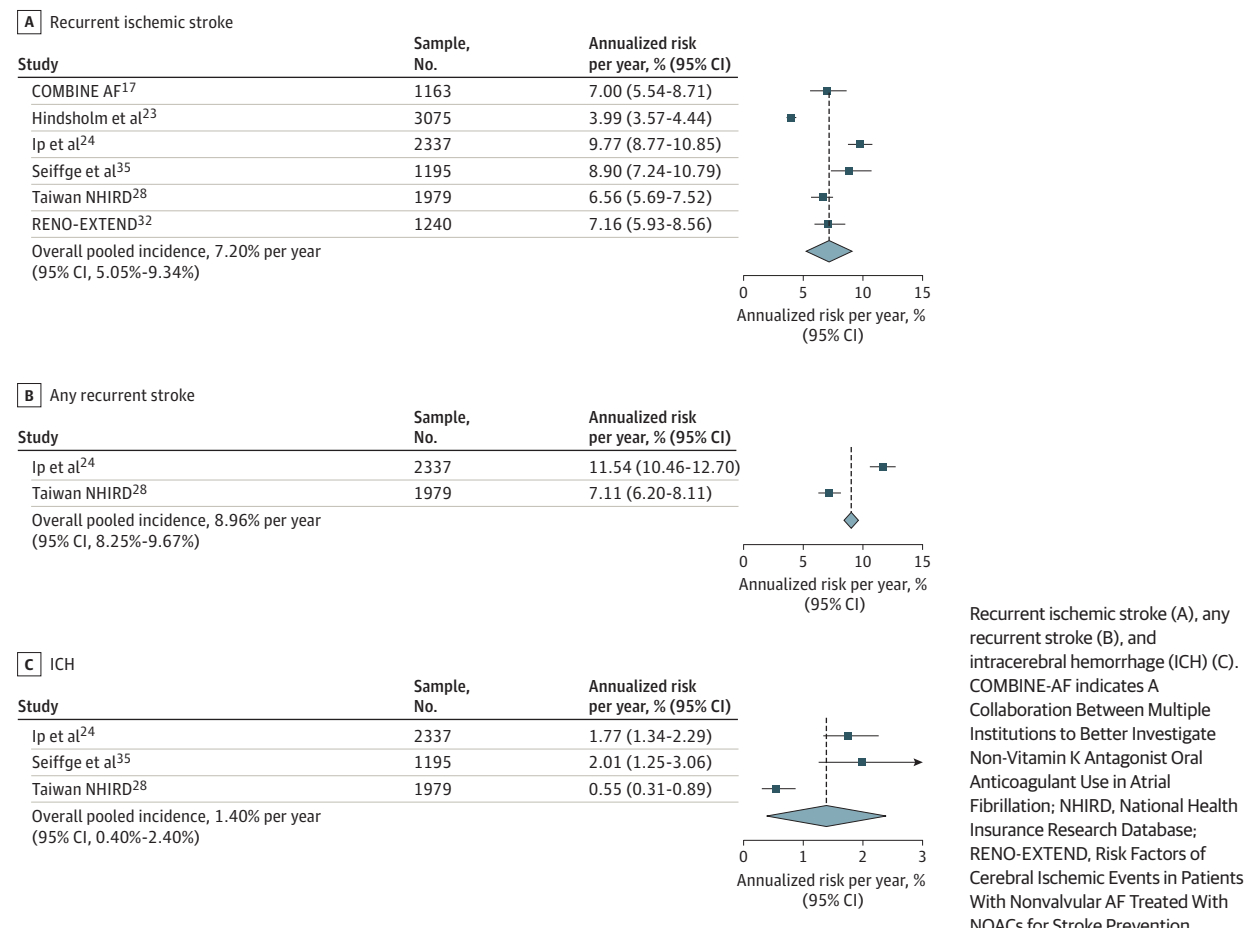 A Recurrent ischemic stroke
Sample, Annualized risk
Study No. per year, % (95% CI)
COMBINE AF17 1163 7.00 (5.54-8.71)
Hindsholm et al23 3075 3.99 (3.57-4.44)
Ip et al24 2337 9.77 (8.77-10.85)
Seiffge et al35 1195 8.90 (7.24-10.79)
Taiwan NHIRD28 1979 6.56 (5.69-7.52)
RENO-EXTEND32 1240 7.16 (5.93-8.56)
Overall pooled incidence, 7.20% per year
(95% CI, 5.05%-9.34%)
0 5 10 15
Annualized risk per year, %
(95% CI)
B Any recurrent stroke
Sample, Annualized risk
Study No. per year, % (95% CI)
Ip et al24 2337 11.54 (10.46-12.70)
Taiwan NHIRD28 1979 7.11 (6.20-8.11)
Overall pooled incidence, 8.96% per year
(95% CI, 8.25%-9.67%)
0 5 10 15
Annualized risk per year, %
(95% CI)
C ICH
Sample, Annualized risk
Study No. per year, % (95% CI)
Ip et al24 2337 1.77 (1.34-2.29)
Seiffge et al35 1195 2.01 (1.25-3.06)
Taiwan NHIRD28 1979 0.55 (0.31-0.89)
Overall pooled incidence, 1.40% per year
(95% CI, 0.40%-2.40%)
0 1 2 3
Annualized risk per year, %
(95% CI)
Recurrent ischemic stroke (A), any
recurrent stroke (B), and
intracerebral hemorrhage (ICH) (C).
COMBINE-AF indicates A
Collaboration Between Multiple
Institutions to Better Investigate
Non-Vitamin K Antagonist Oral
Anticoagulant Use in Atrial
Fibrillation; NHIRD, National Health
Insurance Research Database;
RENO-EXTEND, Risk Factors of
Cerebral Ischemic Events in Patients
With Nonvalvular AF Treated With
NOACs for Stroke Prevention